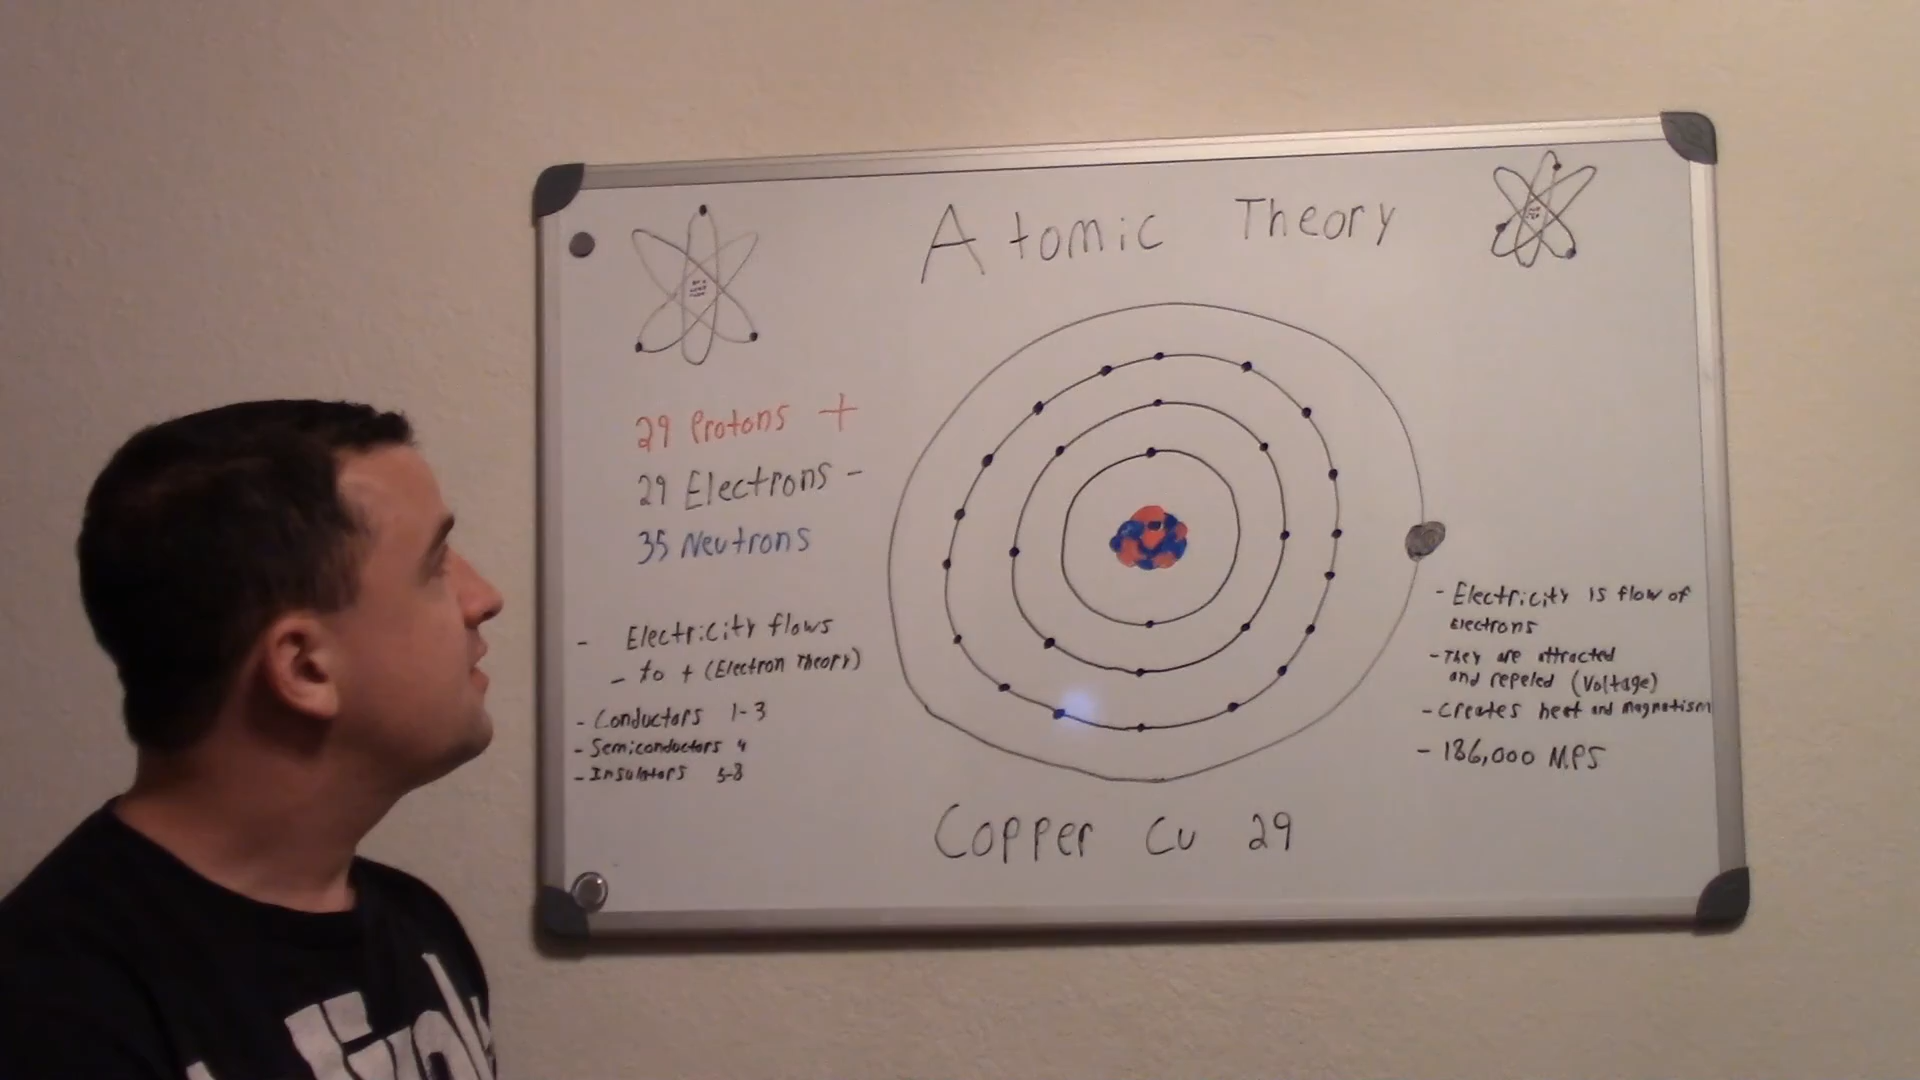 Atomic Theory
29 Protons +
29 Electrons -
35 Neutrons
- Electricity flows
- to + (Electron Theory)
- Conductors 1-3
- Semiconductors 4
- Insulators 5-8
- Electricity is flow of
Electrons
- They are attracted
and repeled (Voltage)
- Creates heat and magnetism
- 186,000 MPS
Copper Cu 29